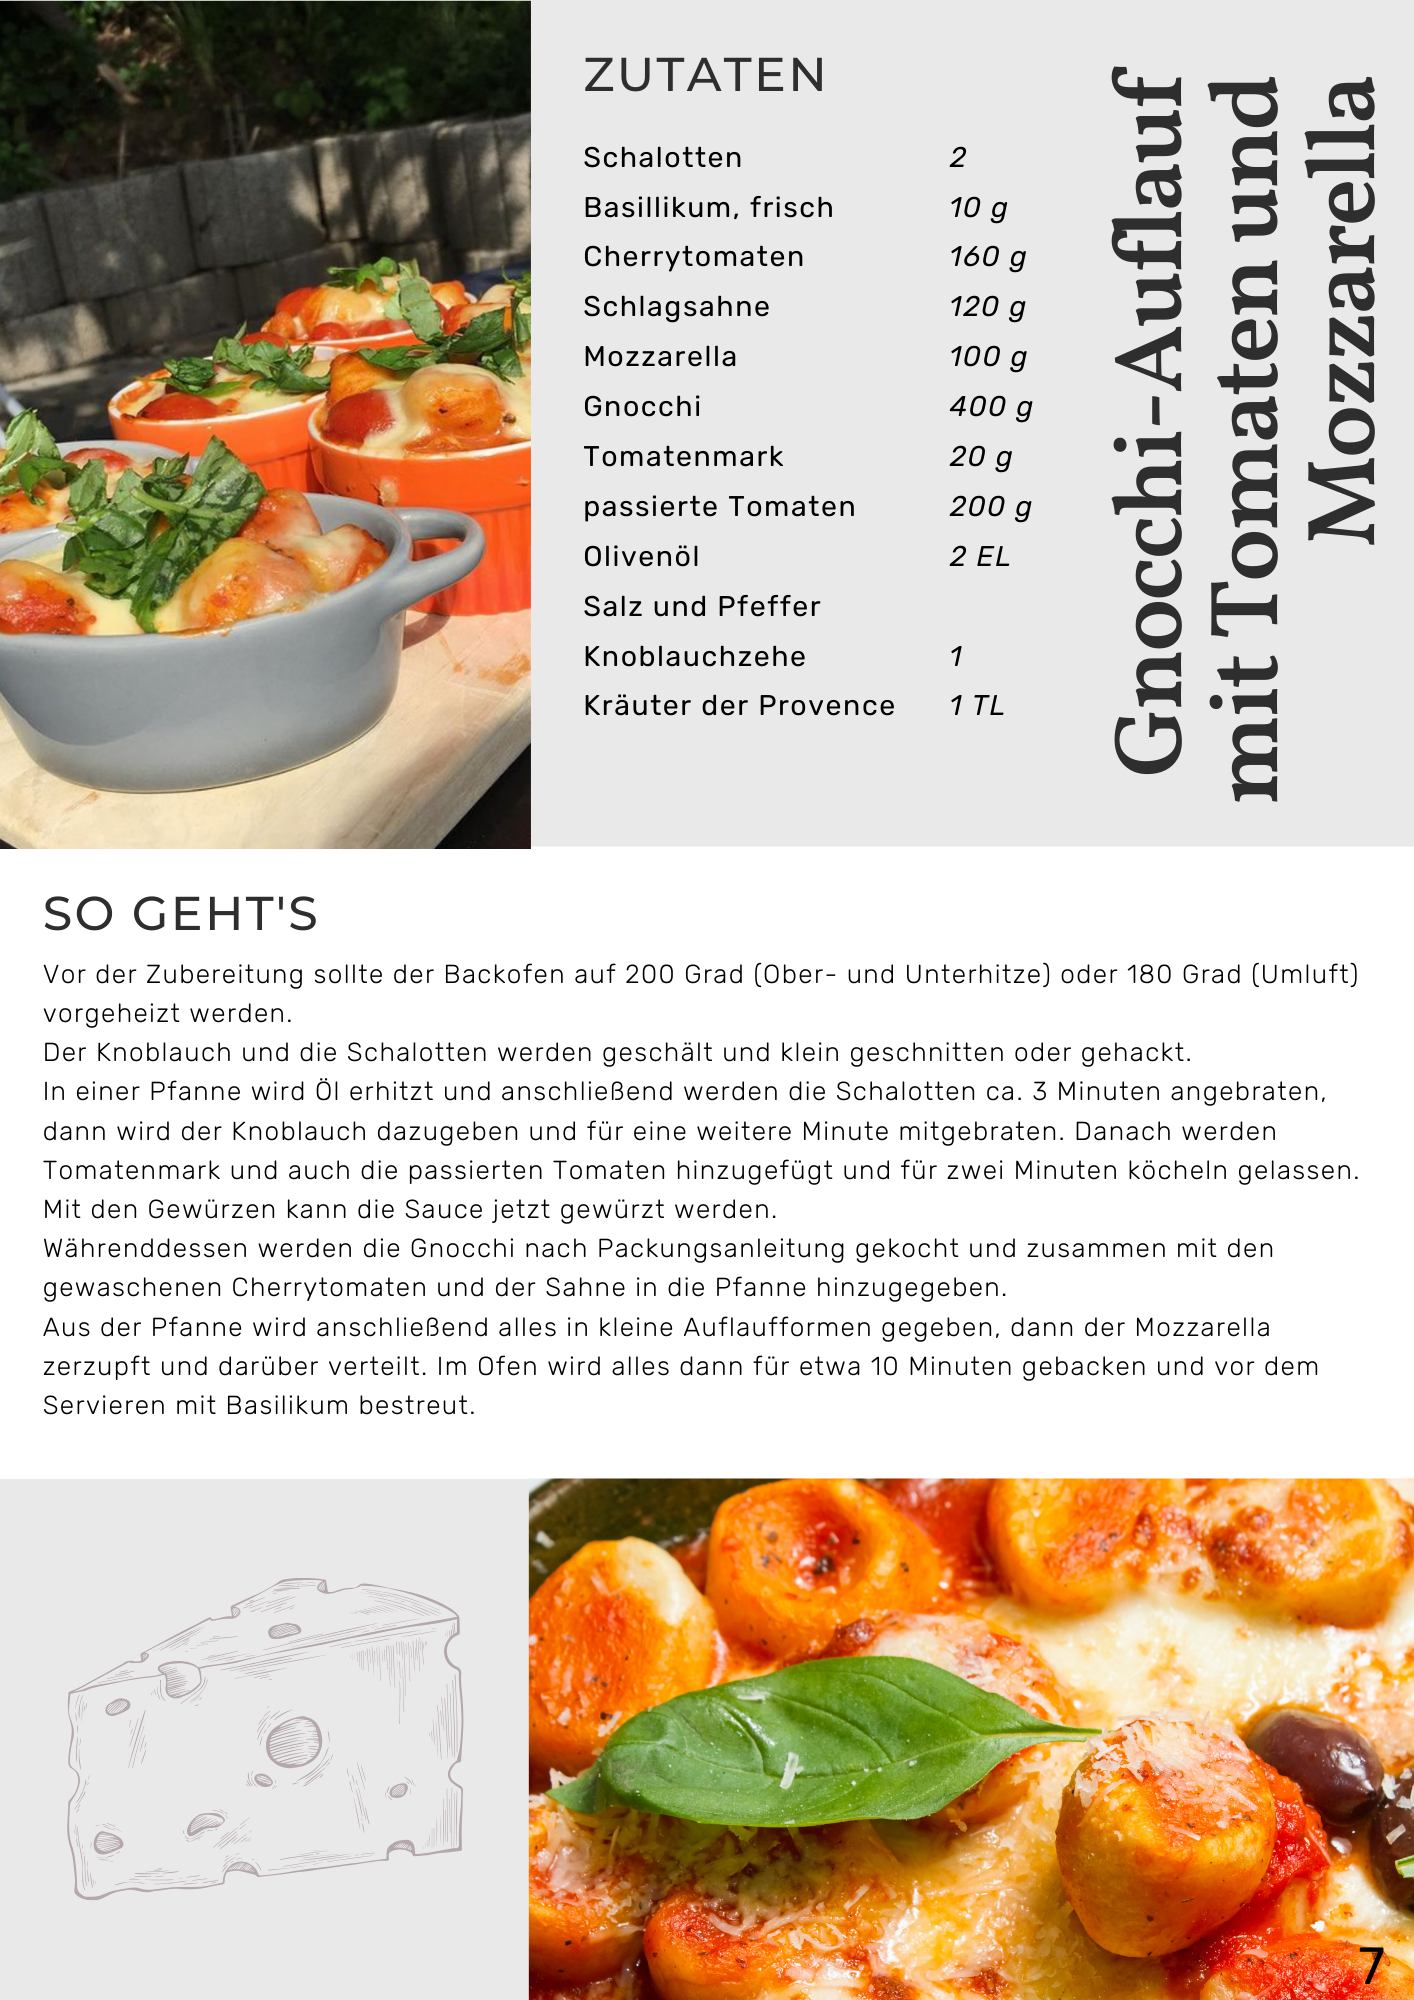 Gnocchi-Auflauf
mit Tomaten und
Mozzarella
ZUTATEN
Schalotten 2
Basillikum, frisch 10 g
Cherrytomaten 160 g
Schlagsahne 120 g
Mozzarella 100 g
Gnocchi 400 g
Tomatenmark 20 g
passierte Tomaten 200 g
Olivenöl 2 EL
Salz und Pfeffer
Knoblauchzehe 1
Kräuter der Provence 1 TL
SO GEHT'S
Vor der Zubereitung sollte der Backofen auf 200 Grad (Ober- und Unterhitze) oder 180 Grad (Umluft)
vorgeheizt werden.
Der Knoblauch und die Schalotten werden geschält und klein geschnitten oder gehackt.
In einer Pfanne wird Öl erhitzt und anschließend werden die Schalotten ca. 3 Minuten angebraten,
dann wird der Knoblauch dazugeben und für eine weitere Minute mitgebraten. Danach werden
Tomatenmark und auch die passierten Tomaten hinzugefügt und für zwei Minuten köcheln gelassen.
Mit den Gewürzen kann die Sauce jetzt gewürzt werden.
Währenddessen werden die Gnocchi nach Packungsanleitung gekocht und zusammen mit den
gewaschenen Cherrytomaten und der Sahne in die Pfanne hinzugegeben.
Aus der Pfanne wird anschließend alles in kleine Auflaufformen gegeben, dann der Mozzarella
zerzupft und darüber verteilt. Im Ofen wird alles dann für etwa 10 Minuten gebacken und vor dem
Servieren mit Basilikum bestreut.
7